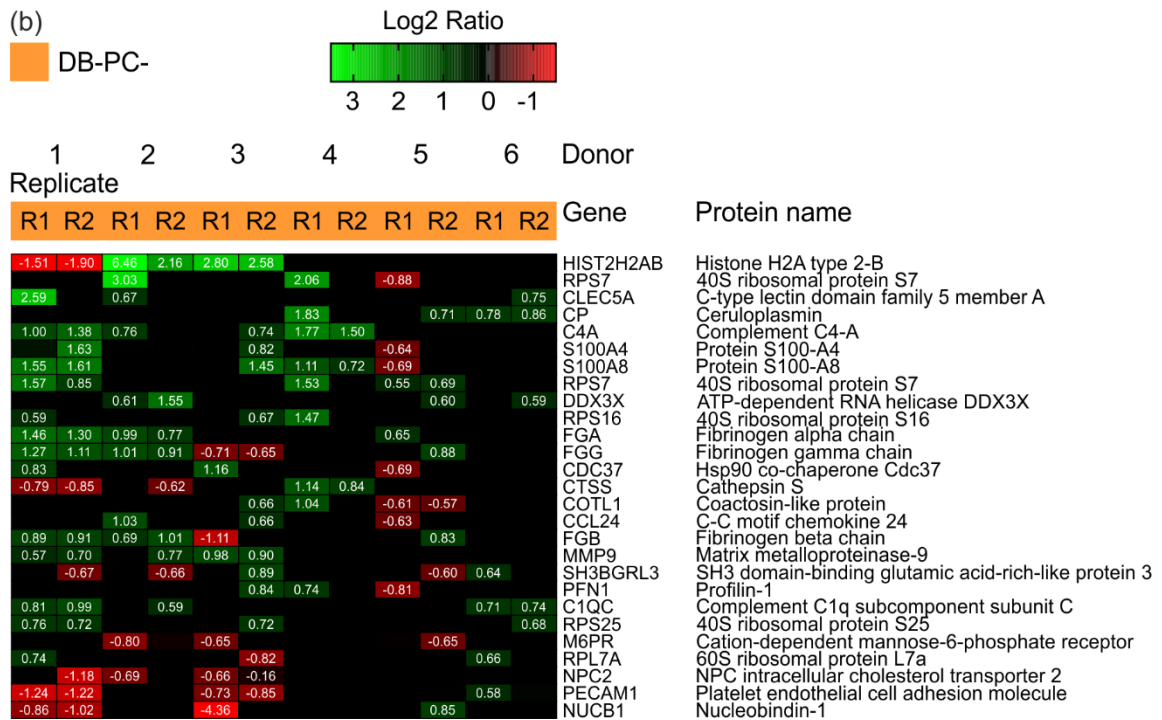 (b)
Log2 Ratio
DB-PC-
3 2 1 0 -1
1 2 3 4 5 6 Donor
Replicate
R1 R2 R1 R2 R1 R2 R1 R2 R1 R2 R1 R2 Gene Protein name
-1.51 -1.90 6.46 2.16 2.80 2.58 HIST2H2AB Histone H2A type 2-B
3.03 2.06 -0.88 RPS7 40S ribosomal protein S7
2.59 0.67 0.75 CLEC5A C-type lectin domain family 5 member A
1.83 0.71 0.78 0.86 CP Ceruloplasmin
1.00 1.38 0.76 0.74 1.77 1.50 C4A Complement C4-A
1.63 0.82 -0.64 S100A4 Protein S100-A4
1.55 1.61 1.45 1.11 0.72 -0.69 S100A8 Protein S100-A8
1.57 0.85 1.53 0.55 0.69 RPS7 40S ribosomal protein S7
0.61 1.55 0.60 0.59 DDX3X ATP-dependent RNA helicase DDX3X
0.59 0.67 1.47 RPS16 40S ribosomal protein S16
1.46 1.30 0.99 0.77 0.65 FGA Fibrinogen alpha chain
1.27 1.11 1.01 0.91 -0.71 -0.65 0.88 FGG Fibrinogen gamma chain
0.83 1.16 -0.69 CDC37 Hsp90 co-chaperone Cdc37
-0.79 -0.85 -0.62 1.14 0.84 CTSS Cathepsin S
0.66 1.04 -0.61 -0.57 COTL1 Coactosin-like protein
1.03 0.66 -0.63 CCL24 C-C motif chemokine 24
0.89 0.91 0.69 1.01 -1.11 0.83 FGB Fibrinogen beta chain
0.57 0.70 0.77 0.98 0.90 MMP9 Matrix metalloproteinase-9
-0.67 -0.66 0.89 -0.60 0.64 SH3BGRL3 SH3 domain-binding glutamic acid-rich-like protein 3
0.84 0.74 -0.81 PFN1 Profilin-1
0.81 0.99 0.59 0.71 0.74 C1QC Complement C1q subcomponent subunit C
0.76 0.72 0.72 0.68 RPS25 40S ribosomal protein S25
-0.80 -0.65 -0.65 M6PR Cation-dependent mannose-6-phosphate receptor
0.74 -0.82 0.66 RPL7A 60S ribosomal protein L7a
-1.18 -0.69 -0.66 -0.16 NPC2 NPC intracellular cholesterol transporter 2
-1.24 -1.22 -0.73 -0.85 0.58 PECAM1 Platelet endothelial cell adhesion molecule
-0.86 -1.02 -4.36 0.85 NUCB1 Nucleobindin-1